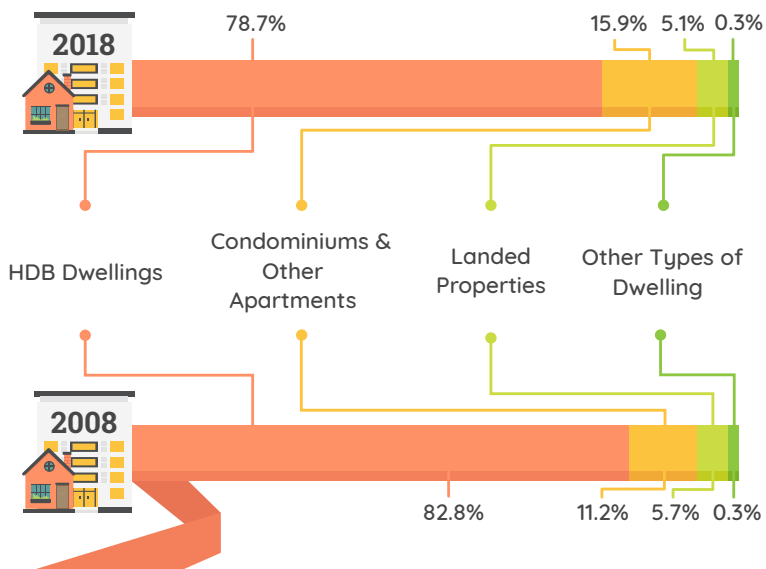 78.7%
15.9%
5.1%
0.3%
2018
HDB Dwellings
Condominiums &
Other
Apartments
Landed
Properties
Other Types of
Dwelling
2008
82.8%
11.2%
5.7%
0.3%